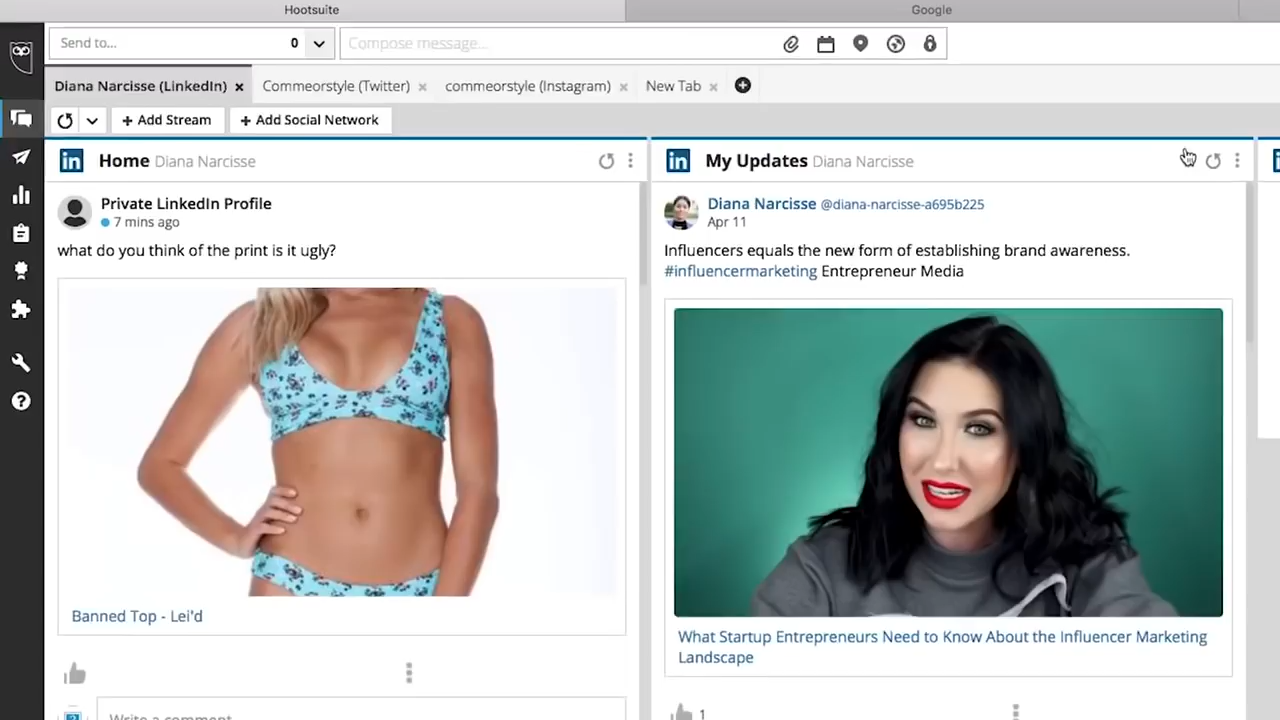 Hootsuite
Google
Send to...
0
Compose message...
Diana Narcisse (LinkedIn) ×
Commeorstyle (Twitter) ×
commeorstyle (Instagram) ×
New Tab ×
+ Add Stream
+ Add Social Network
in Home Diana Narcisse
Private LinkedIn Profile
7 mins ago
what do you think of the print is it ugly?
Banned Top - Lei'd
Write a comment
in My Updates Diana Narcisse
Diana Narcisse @diana-narcisse-a695b225
Apr 11
Influencers equals the new form of establishing brand awareness.
#influencermarketing Entrepreneur Media
What Startup Entrepreneurs Need to Know About the Influencer Marketing
Landscape
1